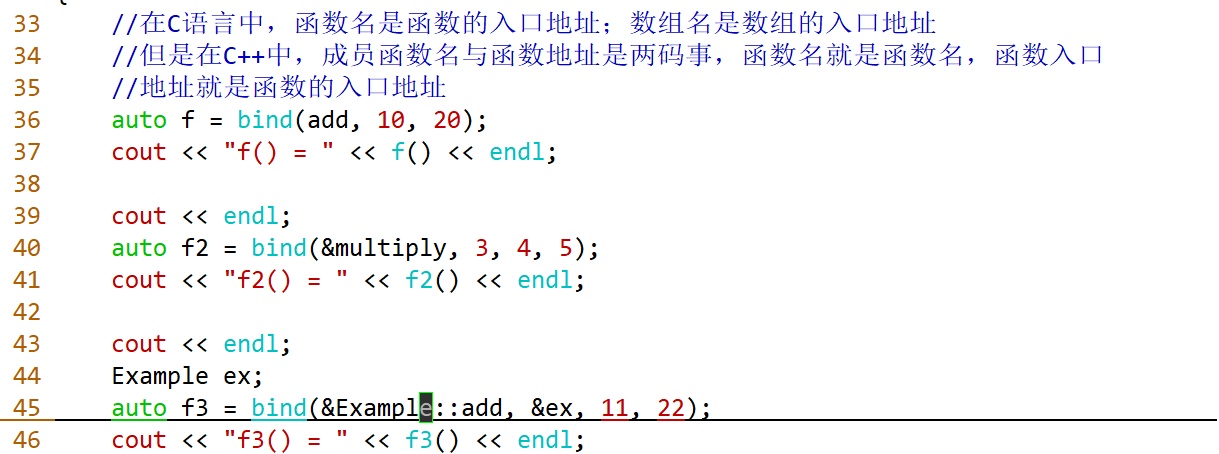 33 //在C语言中，函数名是函数的入口地址；数组名是数组的入口地址
34 //但是在C++中，成员函数名与函数地址是两码事，函数名就是函数名，函数入口
35 //地址就是函数的入口地址
36 auto f = bind(add, 10, 20);
37 cout << "f() = " << f() << endl;
38
39 cout << endl;
40 auto f2 = bind(&multiply, 3, 4, 5);
41 cout << "f2() = " << f2() << endl;
42
43 cout << endl;
44 Example ex;
45 auto f3 = bind(&Example::add, &ex, 11, 22);
46 cout << "f3() = " << f3() << endl;